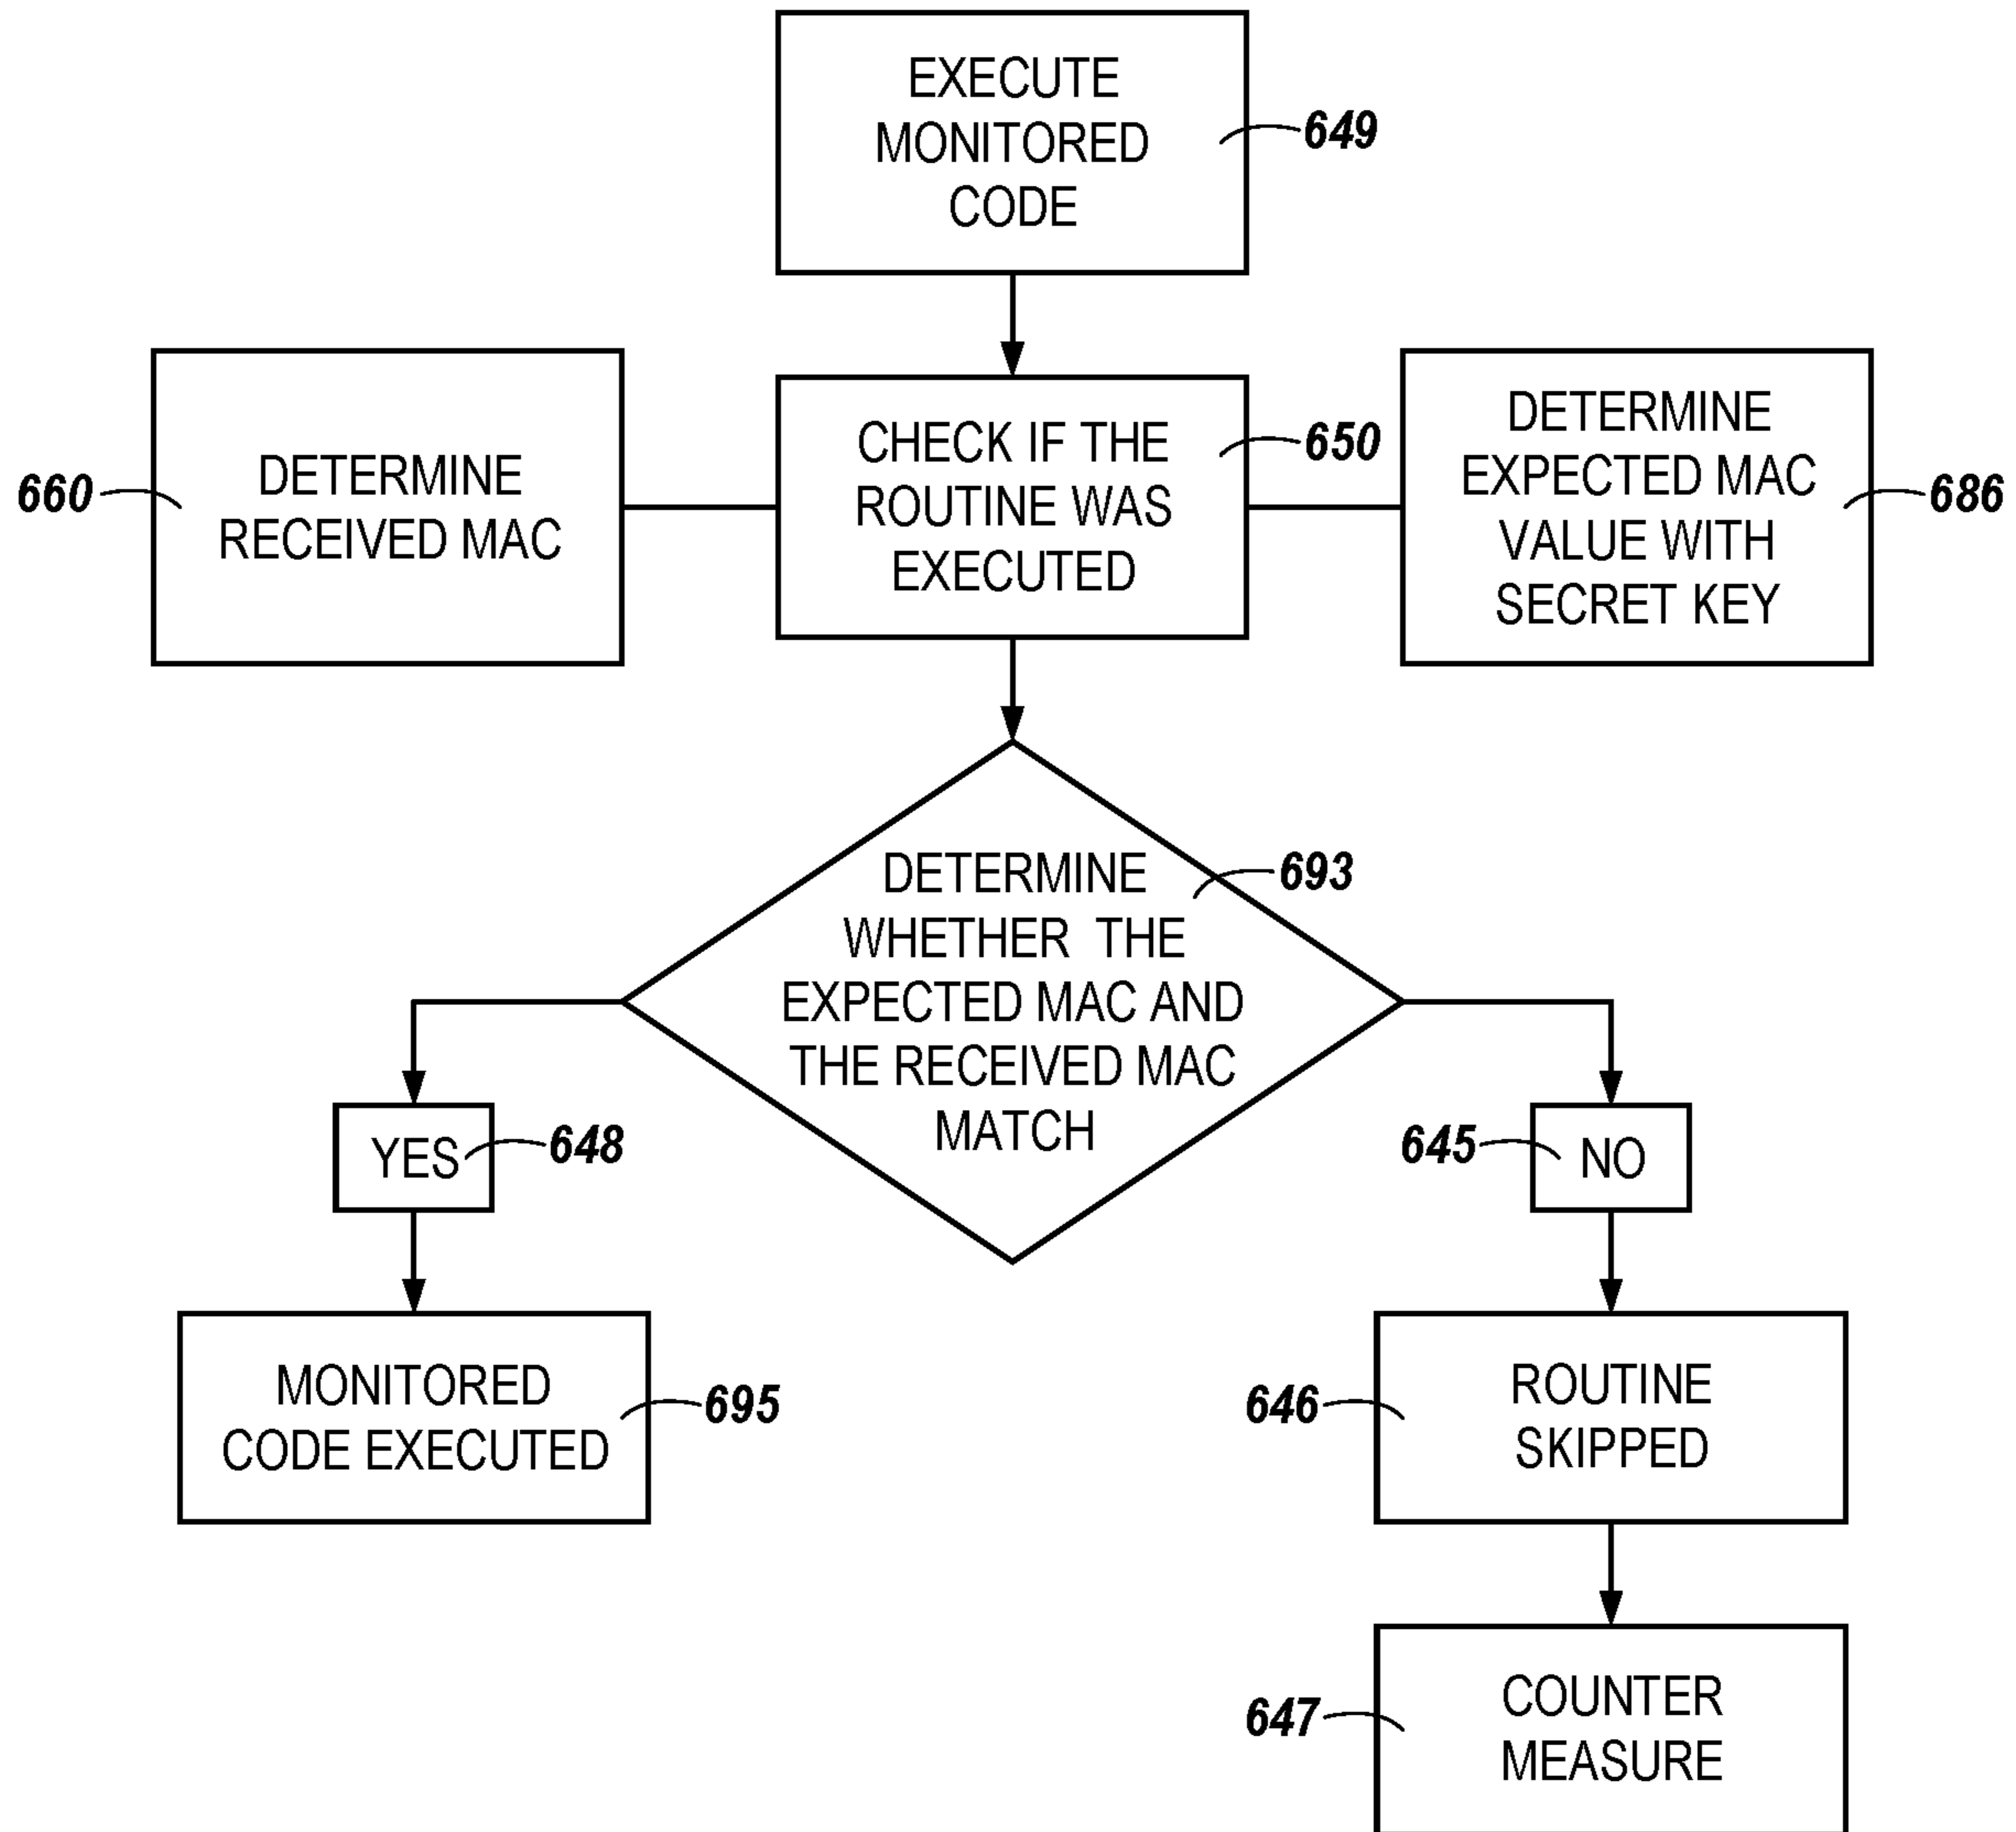 EXECUTE
MONITORED
CODE
649
660
DETERMINE
RECEIVED MAC
CHECK IF THE
ROUTINE WAS
EXECUTED
650
DETERMINE
EXPECTED MAC
VALUE WITH
SECRET KEY
686
DETERMINE
WHETHER THE
EXPECTED MAC AND
THE RECEIVED MAC
MATCH
693
YES
648
645
NO
MONITORED
CODE EXECUTED
695
646
ROUTINE
SKIPPED
647
COUNTER
MEASURE